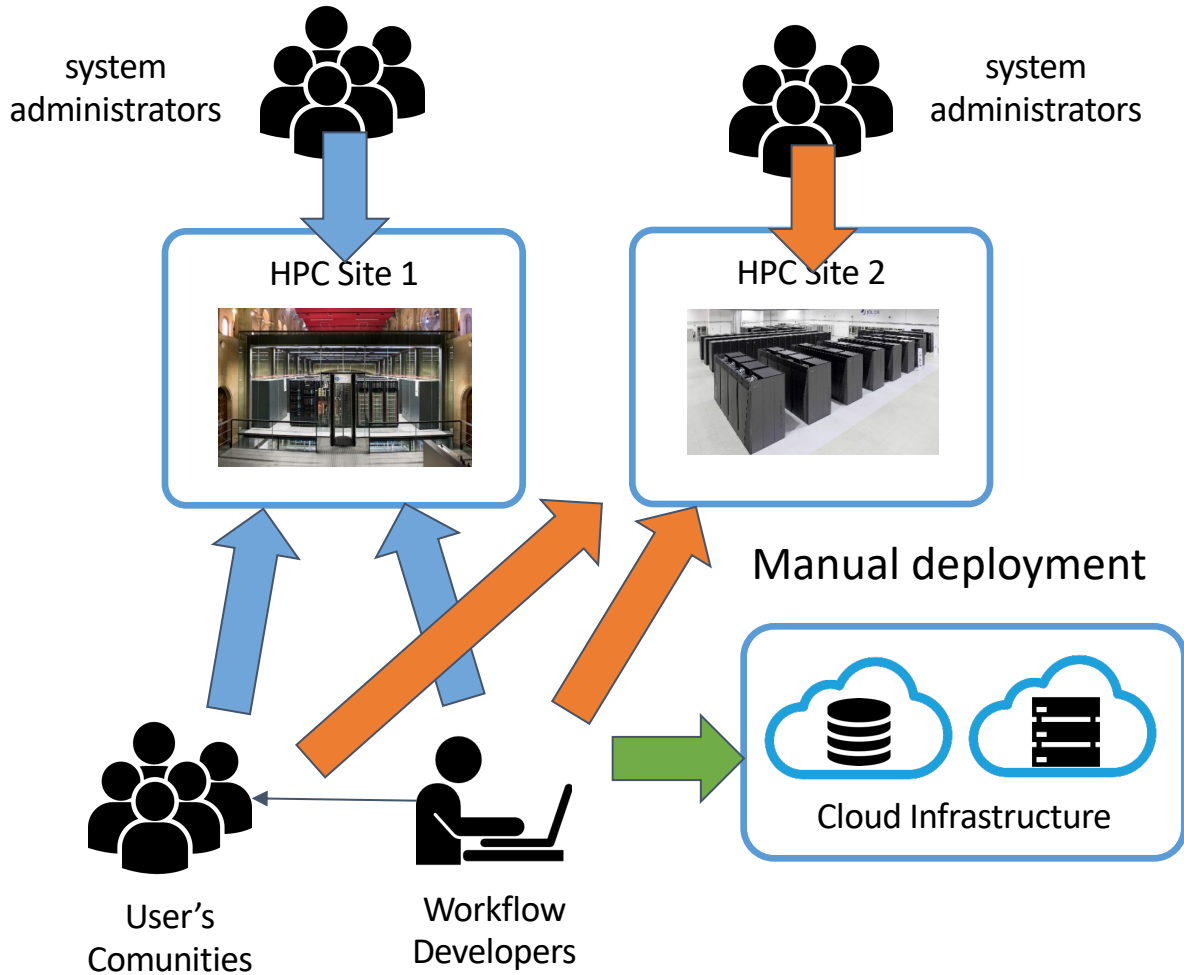 system
administrators
system
administrators
HPC Site 1
HPC Site 2
Manual deployment
Cloud Infrastructure
User's
Comunities
Workflow
Developers